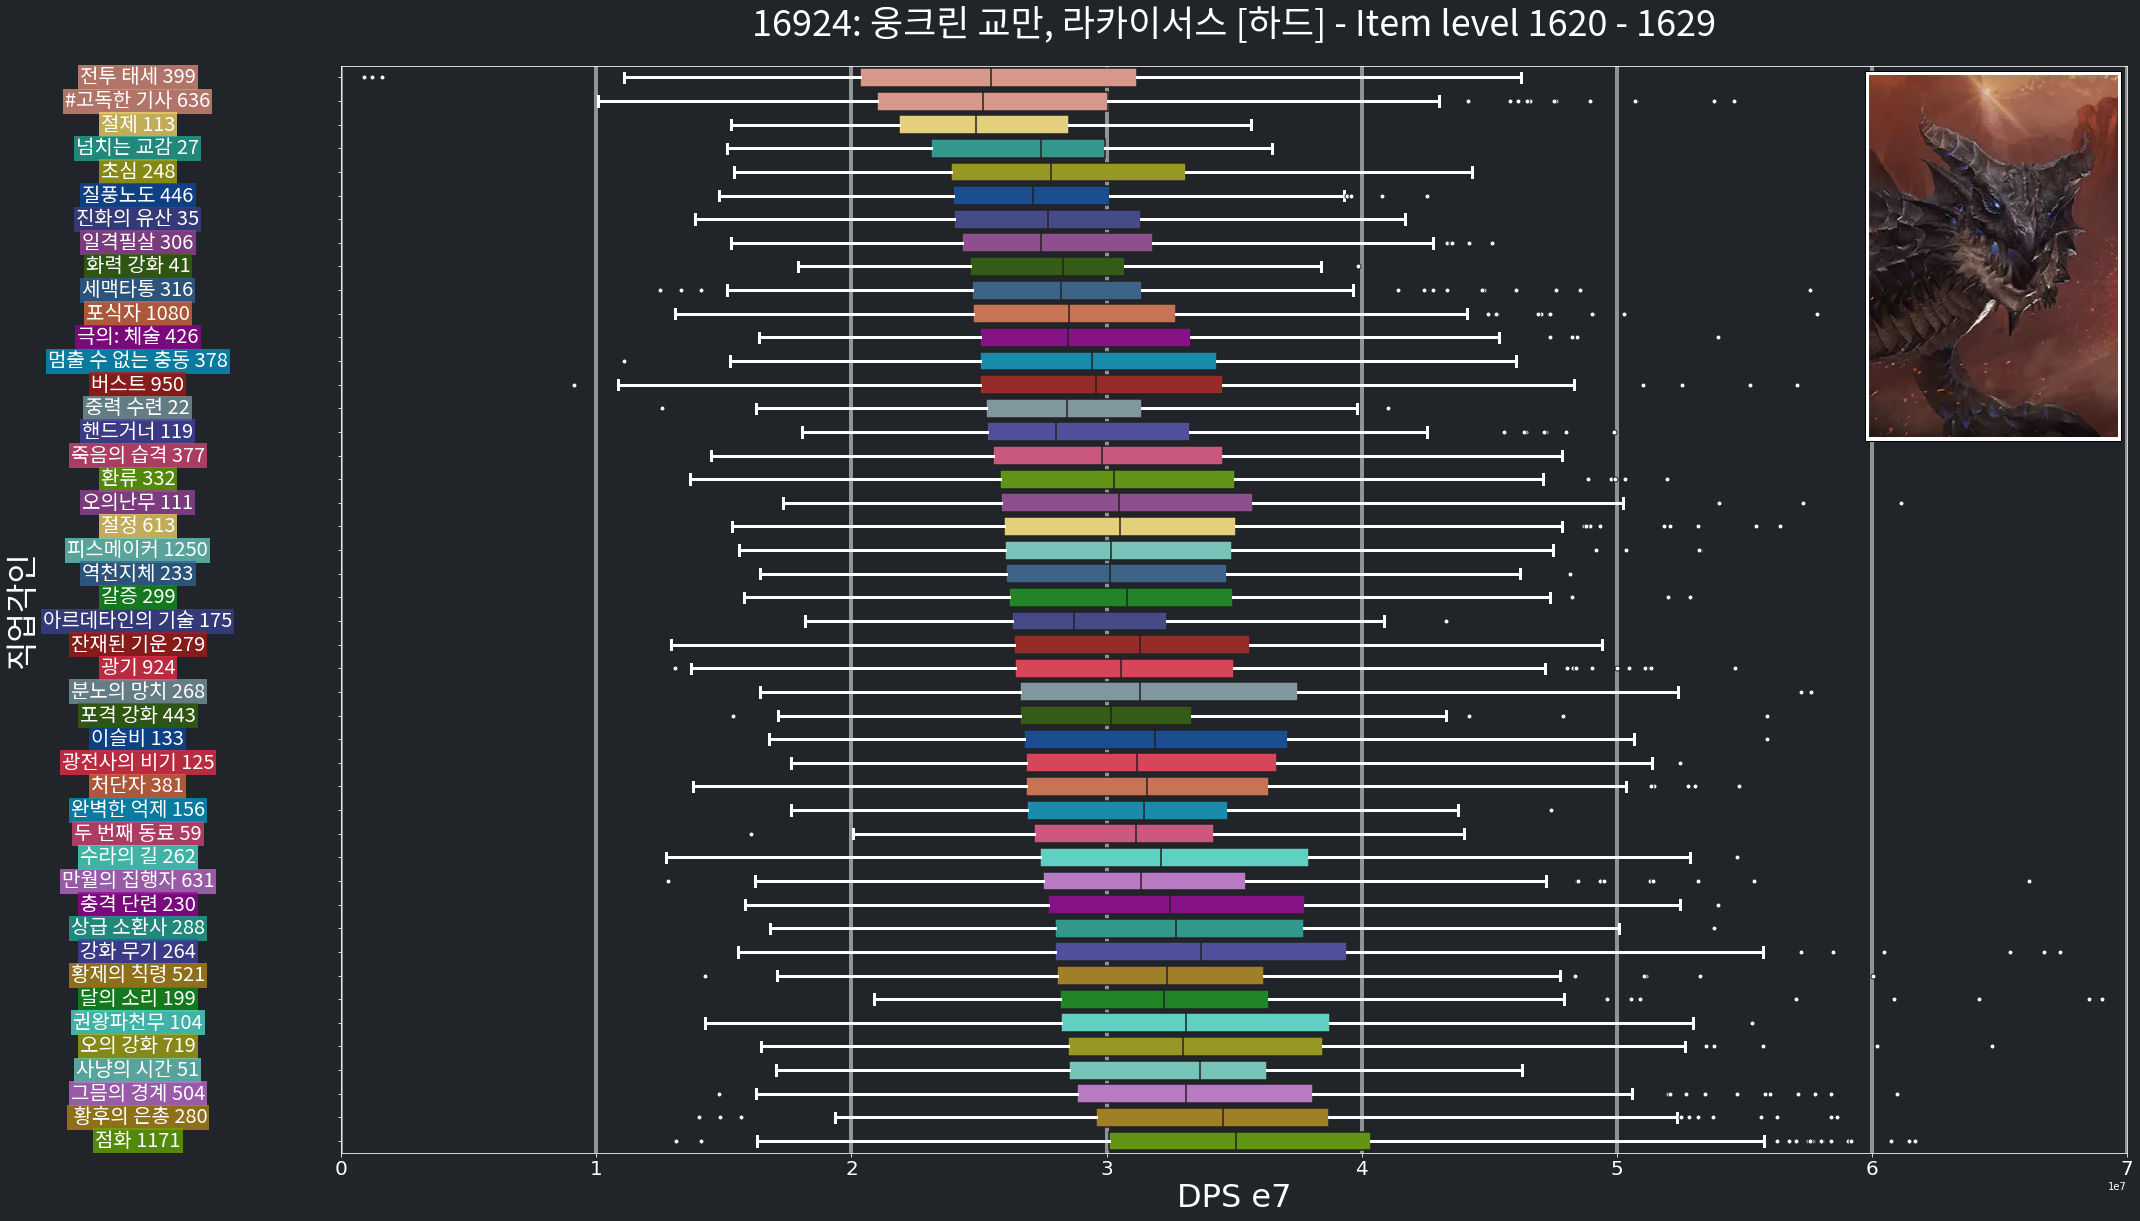 16924: 웅크린 교만, 라카이서스 [하드] - Item level 1620 - 1629
직업각인
전투 태세 399
#고독한 기사 636
절제 113
넘치는 교감 27
초심 248
질풍노도 446
진화의 유산 35
일격필살 306
화력 강화 41
세맥타통 316
포식자 1080
극의: 체술 426
멈출 수 없는 충동 378
버스트 950
중력 수련 22
핸드거너 119
죽음의 습격 377
환류 332
오의난무 111
절정 613
피스메이커 1250
역천지체 233
갈증 299
아르데타인의 기술 175
잔재된 기운 279
광기 924
분노의 망치 268
포격 강화 443
이슬비 133
광전사의 비기 125
처단자 381
완벽한 억제 156
두 번째 동료 59
수라의 길 262
만월의 집행자 631
충격 단련 230
상급 소환사 288
강화 무기 264
황제의 칙령 521
달의 소리 199
권왕파천무 104
오의 강화 719
사냥의 시간 51
그믐의 경계 504
황후의 은총 280
점화 1171
0 1 2 3 4 5 6 7
DPS e7
1e7